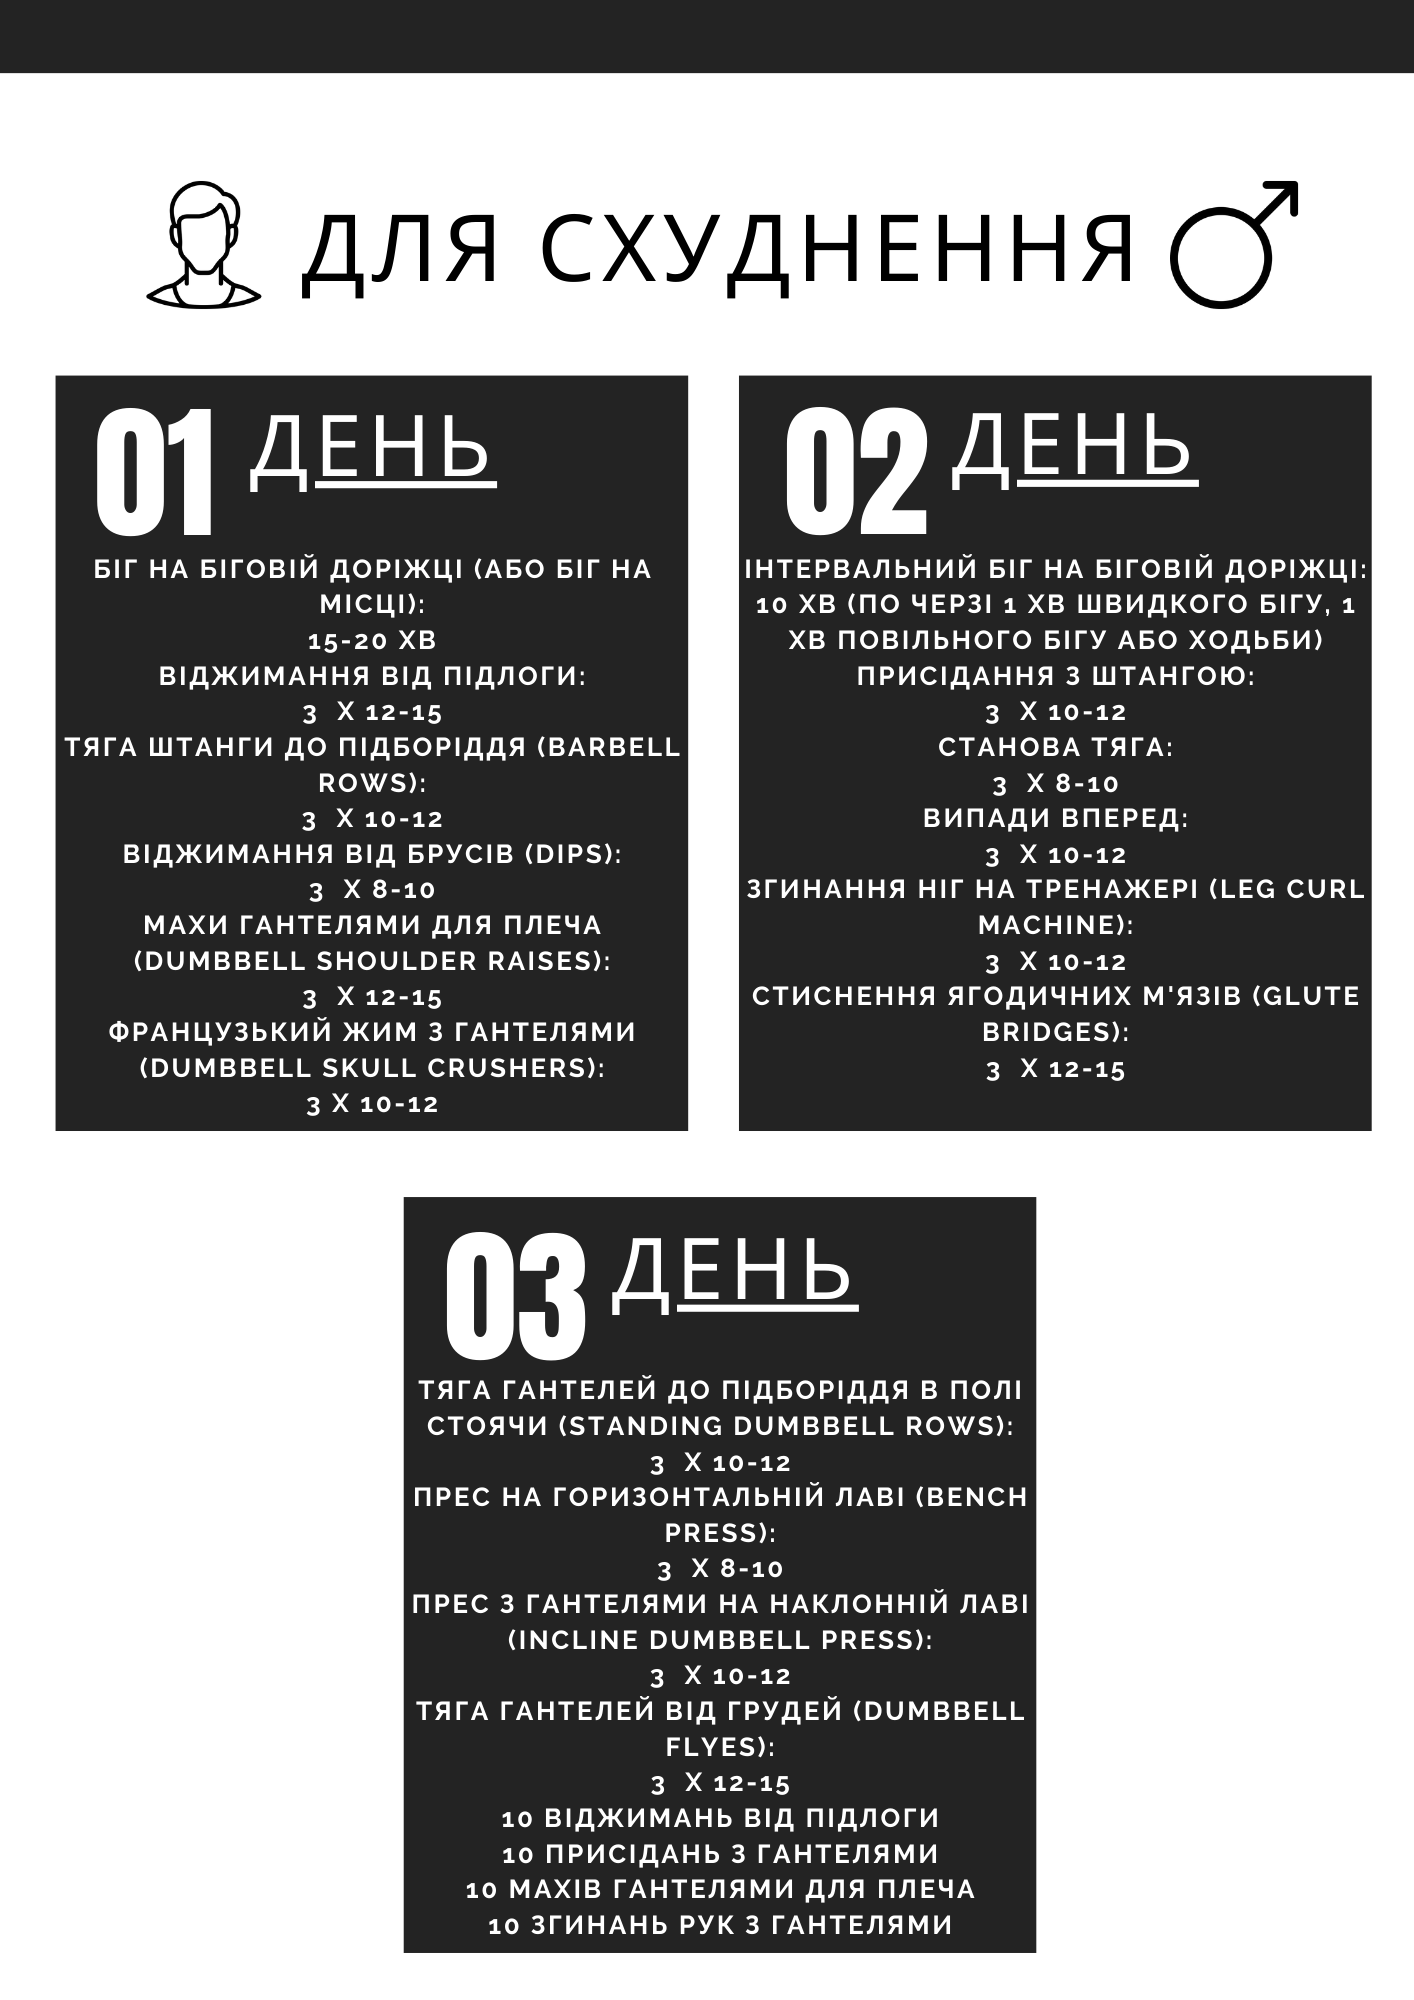 ДЛЯ СХУДНЕННЯ
01 ДЕНЬ
БІГ НА БІГОВІЙ ДОРІЖЦІ (АБО БІГ НА
МІСЦІ):
15-20 ХВ
ВІДЖИМАННЯ ВІД ПІДЛОГИ:
3 Х 12-15
ТЯГА ШТАНГИ ДО ПІДБОРІДДЯ (BARBELL
ROWS):
3 Х 10-12
ВІДЖИМАННЯ ВІД БРУСІВ (DIPS):
3 Х 8-10
МАХИ ГАНТЕЛЯМИ ДЛЯ ПЛЕЧА
(DUMBBELL SHOULDER RAISES):
3 Х 12-15
ФРАНЦУЗЬКИЙ ЖИМ З ГАНТЕЛЯМИ
(DUMBBELL SKULL CRUSHERS):
3 Х 10-12
02 ДЕНЬ
ІНТЕРВАЛЬНИЙ БІГ НА БІГОВІЙ ДОРІЖЦІ:
10 ХВ (ПО ЧЕРЗІ 1 ХВ ШВИДКОГО БІГУ, 1
ХВ ПОВІЛЬНОГО БІГУ АБО ХОДЬБИ)
ПРИСІДАННЯ З ШТАНГОЮ:
3 Х 10-12
СТАНОВА ТЯГА:
3 Х 8-10
ВИПАДИ ВПЕРЕД:
3 Х 10-12
ЗГИНАННЯ НІГ НА ТРЕНАЖЕРІ (LEG CURL
MACHINE):
3 Х 10-12
СТИСНЕННЯ ЯГОДИЧНИХ М'ЯЗІВ (GLUTE
BRIDGES):
3 Х 12-15
03 ДЕНЬ
ТЯГА ГАНТЕЛЕЙ ДО ПІДБОРІДДЯ В ПОЛІ
СТОЯЧИ (STANDING DUMBBELL ROWS):
3 Х 10-12
ПРЕС НА ГОРИЗОНТАЛЬНІЙ ЛАВІ (BENCH
PRESS):
3 Х 8-10
ПРЕС З ГАНТЕЛЯМИ НА НАКЛОННІЙ ЛАВІ
(INCLINE DUMBBELL PRESS):
3 Х 10-12
ТЯГА ГАНТЕЛЕЙ ВІД ГРУДЕЙ (DUMBBELL
FLYES):
3 Х 12-15
10 ВІДЖИМАНЬ ВІД ПІДЛОГИ
10 ПРИСІДАНЬ З ГАНТЕЛЯМИ
10 МАХІВ ГАНТЕЛЯМИ ДЛЯ ПЛЕЧА
10 ЗГИНАНЬ РУК З ГАНТЕЛЯМИ